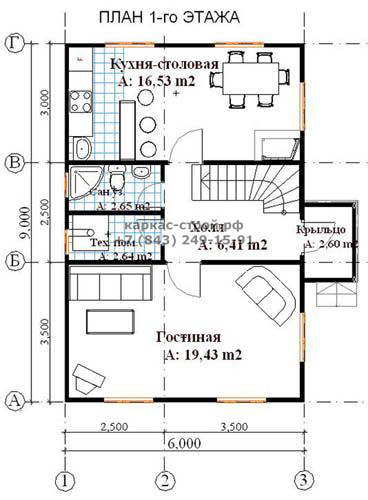 ПЛАН 1-го ЭТАЖА
Г
Кухня-столовая
А: 16,53 m2
3,000
В
Сан.уз.
А: 2,65 m2
каркас-строй.рф
7 (843) 249-15-91
Тех. пом.
А: 2,64 m2
Холл
А: 6,41 m2
Крыльцо
А: 2,60 m2
2,500
9,000
Б
Гостиная
А: 19,43 m2
3,500
А
2,500
3,500
6,000
1
2
3